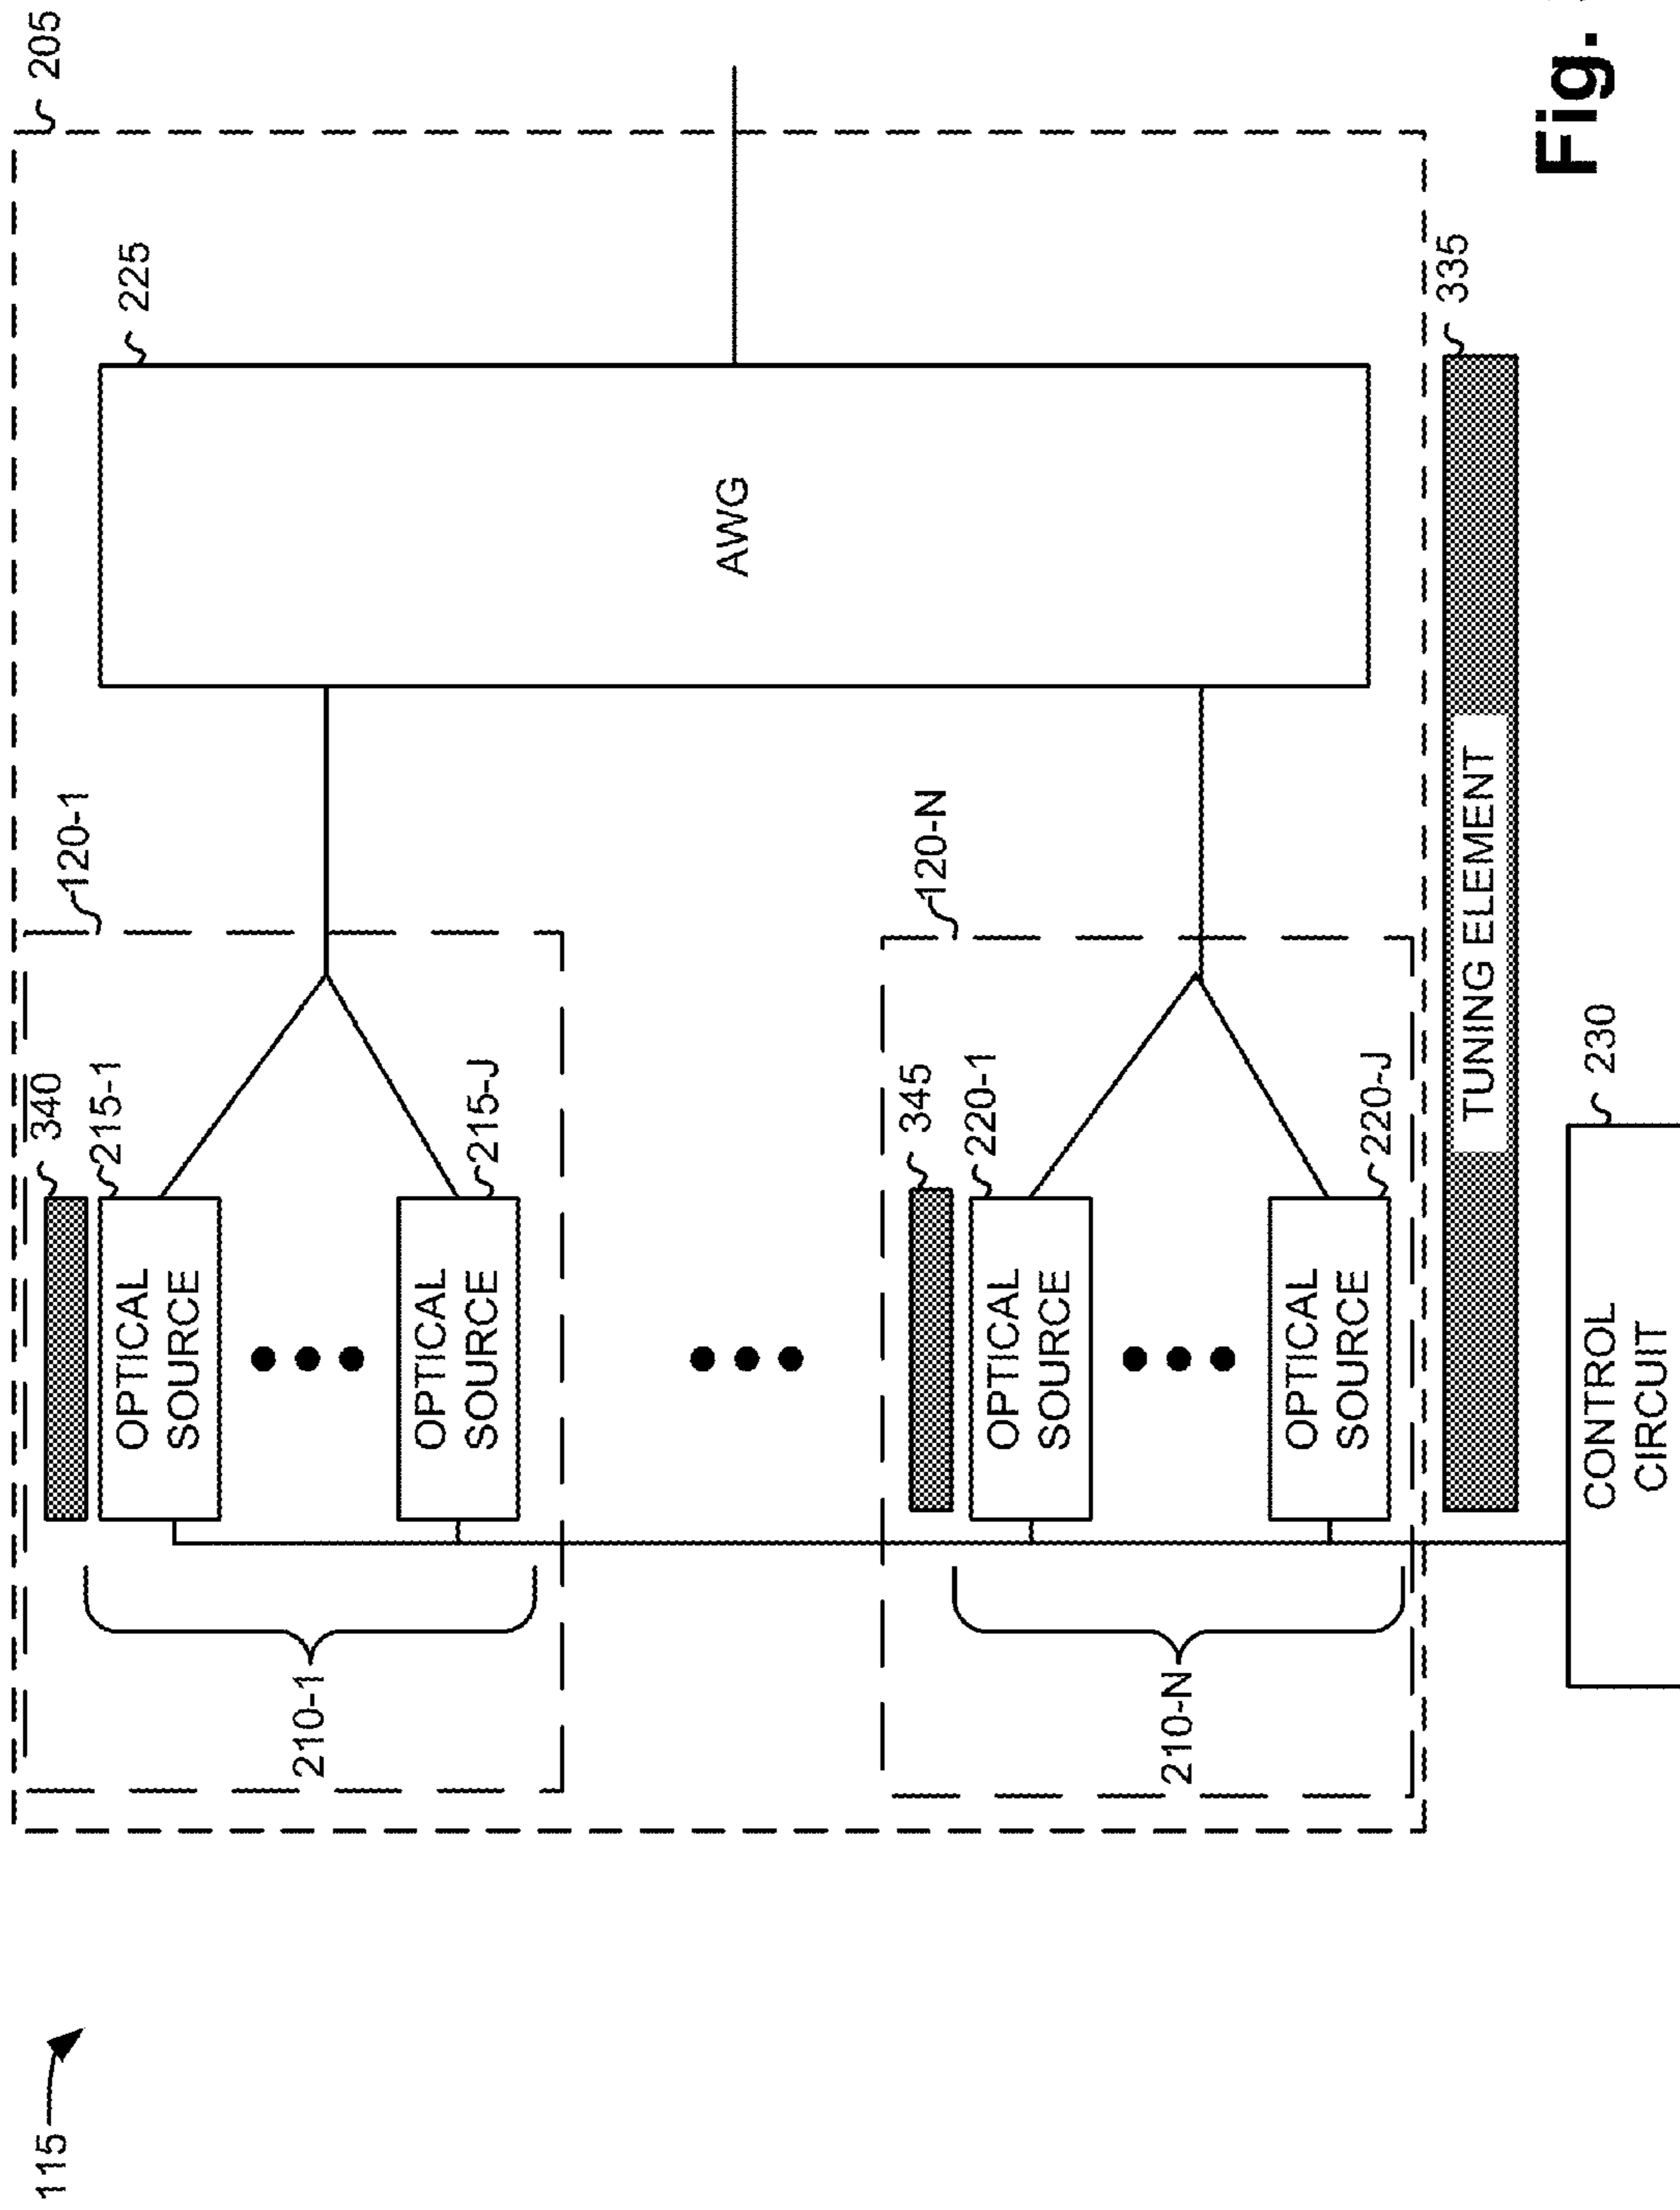 115
205
120-1
340
215-1
OPTICAL
SOURCE
215-J
OPTICAL
SOURCE
210-1
225
AWG
120-N
345
220-1
OPTICAL
SOURCE
220-J
OPTICAL
SOURCE
210-N
335
TUNING ELEMENT
230
CONTROL
CIRCUIT
Fig.